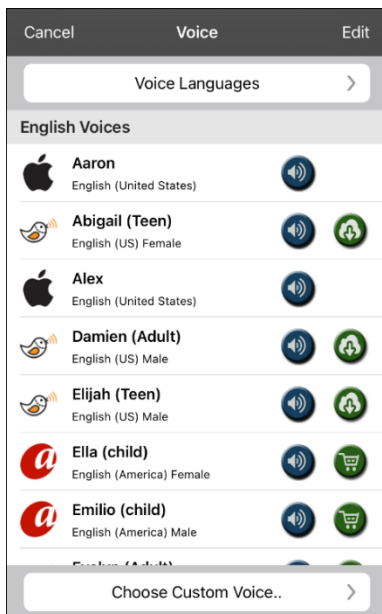 Cancel Voice Edit
Voice Languages
English Voices
Aaron
English (United States)
Abigail (Teen)
English (US) Female
Alex
English (United States)
Damien (Adult)
English (US) Male
Elijah (Teen)
English (US) Male
Ella (child)
English (America) Female
Emilio (child)
English (America) Male
Choose Custom Voice..